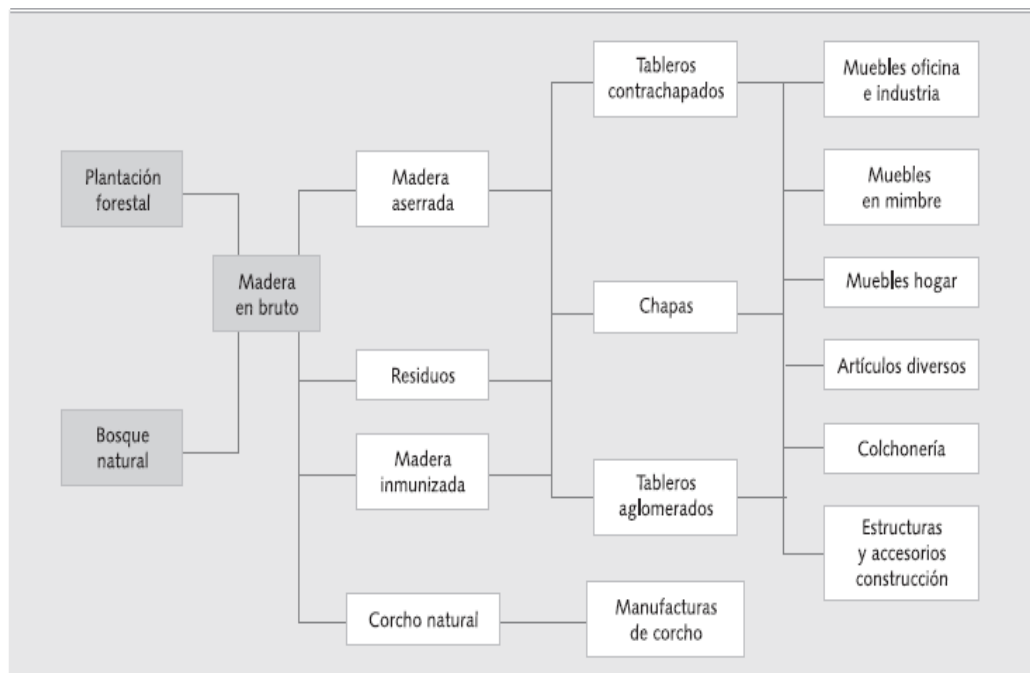 Plantación
forestal
Bosque
natural
Madera
en bruto
Madera
aserrada
Residuos
Madera
inmunizada
Corcho natural
Tableros
contrachapados
Chapas
Tableros
aglomerados
Manufacturas
de corcho
Muebles oficina
e industria
Muebles
en mimbre
Muebles hogar
Artículos diversos
Colchonería
Estructuras
y accesorios
construcción